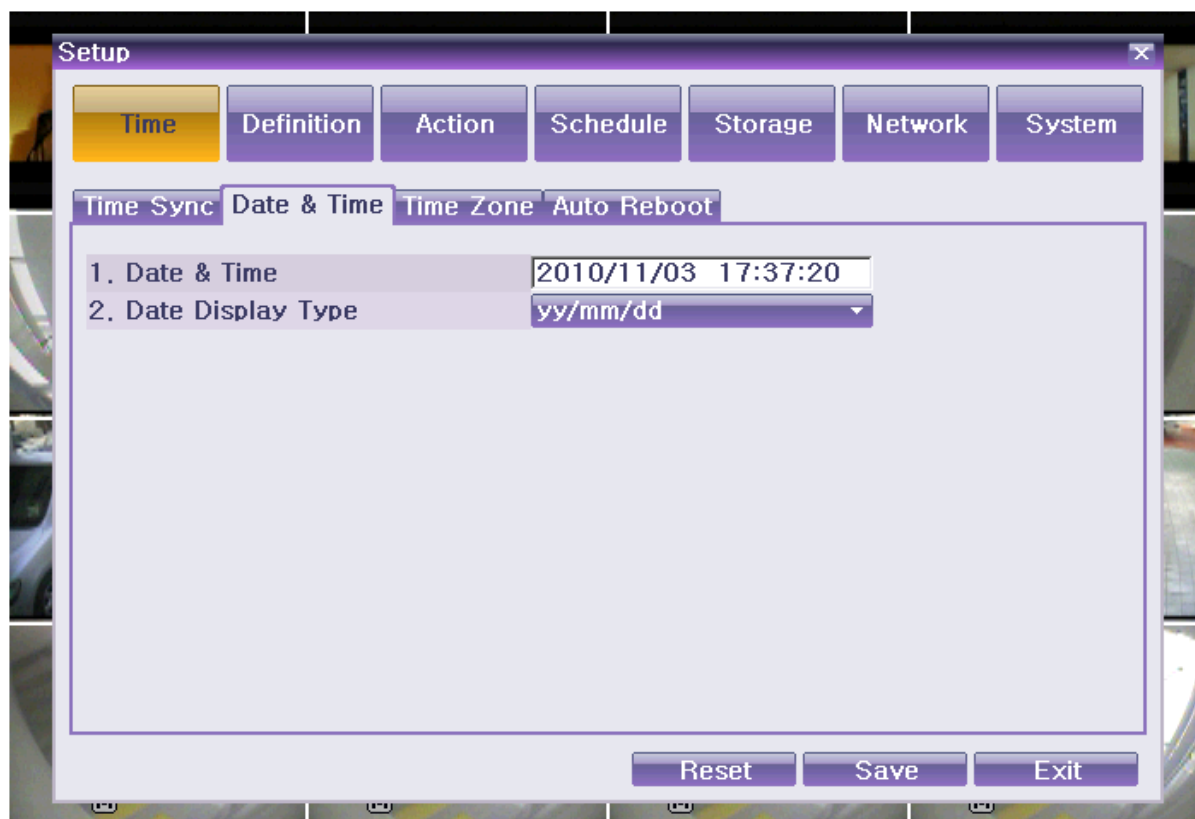 Setup
Time Definition Action Schedule Storage Network System
Time Sync Date & Time Time Zone Auto Reboot
1. Date & Time 2010/11/03 17:37:20
2. Date Display Type yy/mm/dd
Reset Save Exit
M M M M